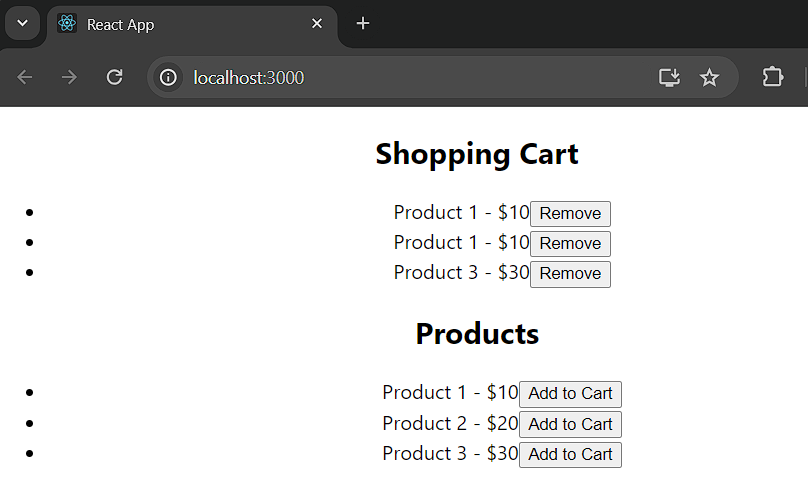 React App
localhost:3000
Shopping Cart
Product 1 - $10 Remove
Product 1 - $10 Remove
Product 3 - $30 Remove
Products
Product 1 - $10 Add to Cart
Product 2 - $20 Add to Cart
Product 3 - $30 Add to Cart